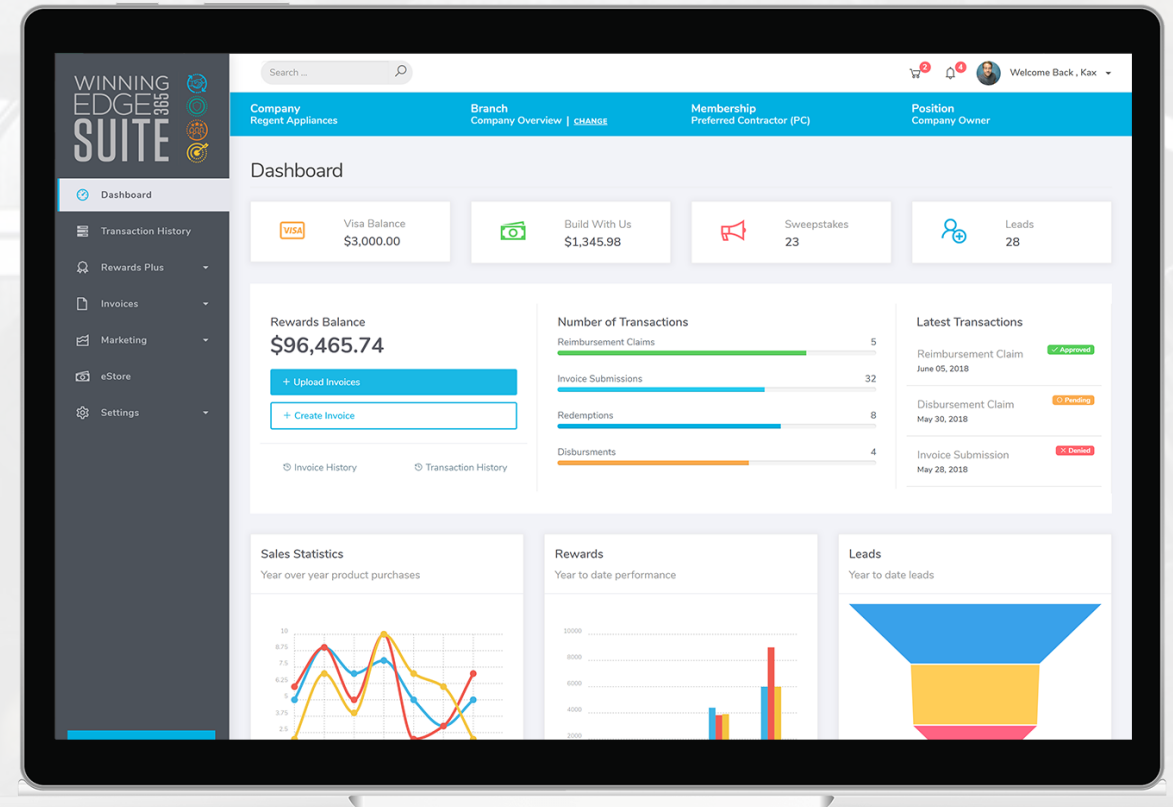 WINNING
EDGE 365
SUITE
Search ...
2
4
Welcome Back , Kax
Company
Regent Appliances
Branch
Company Overview | CHANGE
Membership
Preferred Contractor (PC)
Position
Company Owner
Dashboard
Transaction History
Rewards Plus
Invoices
Marketing
eStore
Settings
Dashboard
VISA
Visa Balance
$3,000.00
Build With Us
$1,345.98
Sweepstakes
23
Leads
28
Rewards Balance
$96,465.74
+ Upload Invoices
+ Create Invoice
Invoice History
Transaction History
Number of Transactions
Reimbursement Claims 5
Invoice Submissions 32
Redemptions 8
Disbursments 4
Latest Transactions
Reimbursement Claim Approved
June 05, 2018
Disbursement Claim Pending
May 30, 2018
Invoice Submission Denied
May 28, 2018
Sales Statistics
Year over year product purchases
10
8.75
7.5
6.25
5
3.75
2.5
Rewards
Year to date performance
10000
8000
6000
4000
2000
Leads
Year to date leads